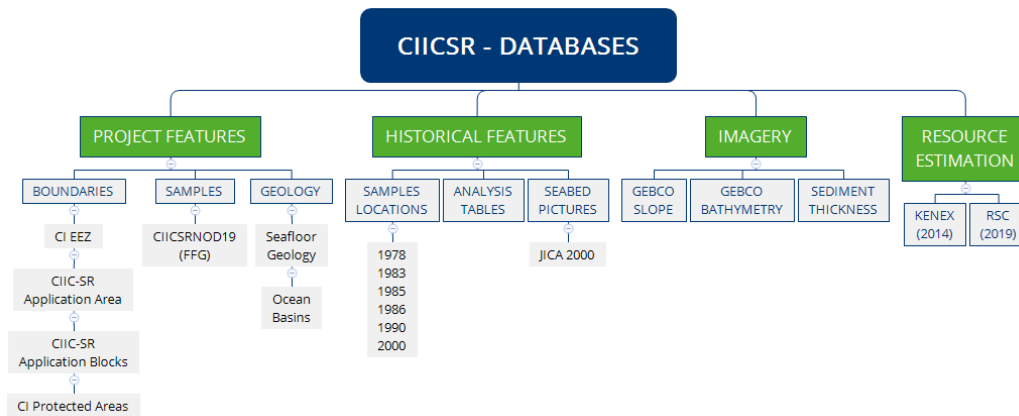 CIICSR - DATABASES
PROJECT FEATURES
HISTORICAL FEATURES
IMAGERY
RESOURCE
ESTIMATION
BOUNDARIES
SAMPLES
GEOLOGY
SAMPLES
LOCATIONS
ANALYSIS
TABLES
SEABED
PICTURES
GEBCO
SLOPE
GEBCO
BATHYMETRY
SEDIMENT
THICKNESS
KENEX
(2014)
RSC
(2019)
CI EEZ
CIIC-SR
Application Area
CIIC-SR
Application Blocks
CI Protected Areas
CIICSRNOD19
(FFG)
Seafloor
Geology
Ocean
Basins
1978
1983
1985
1986
1990
2000
JICA 2000